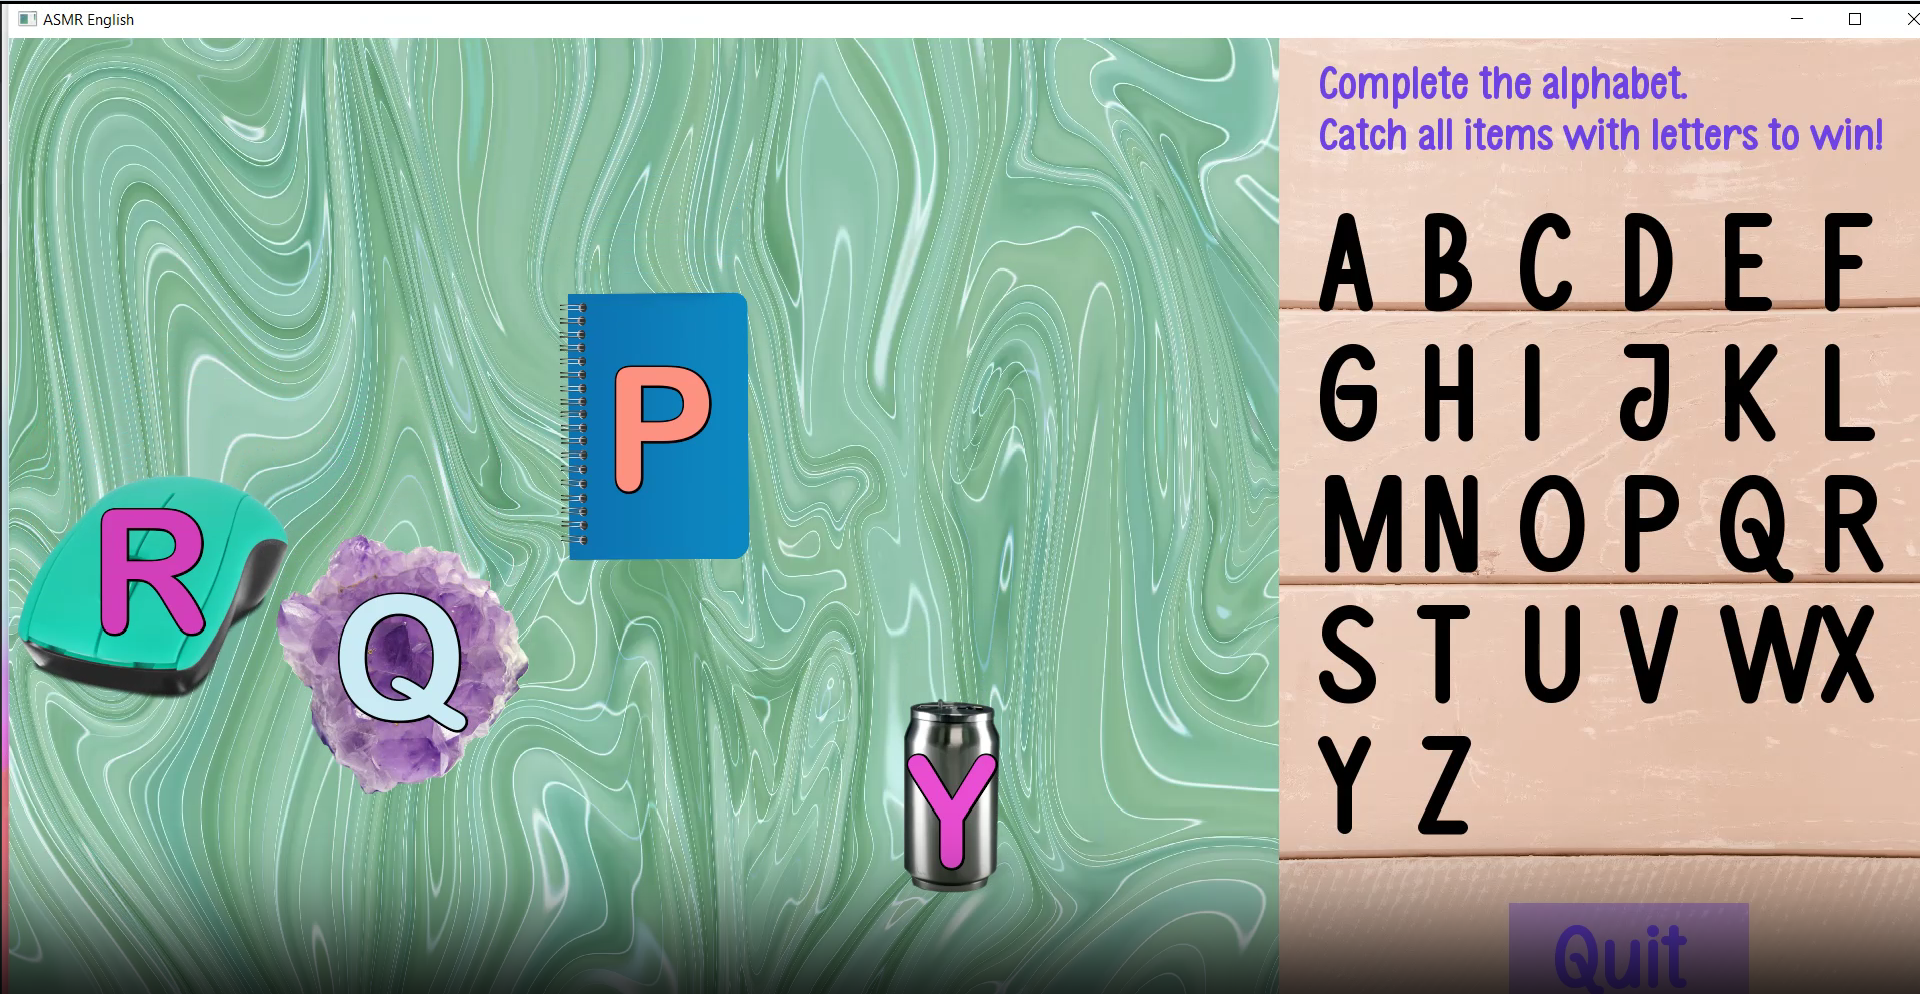 ASMR English
Complete the alphabet.
Catch all items with letters to win!
A B C D E F
G H I J K L
M N O P Q R
S T U V W X
Y Z
P
R
Q
Y
Quit